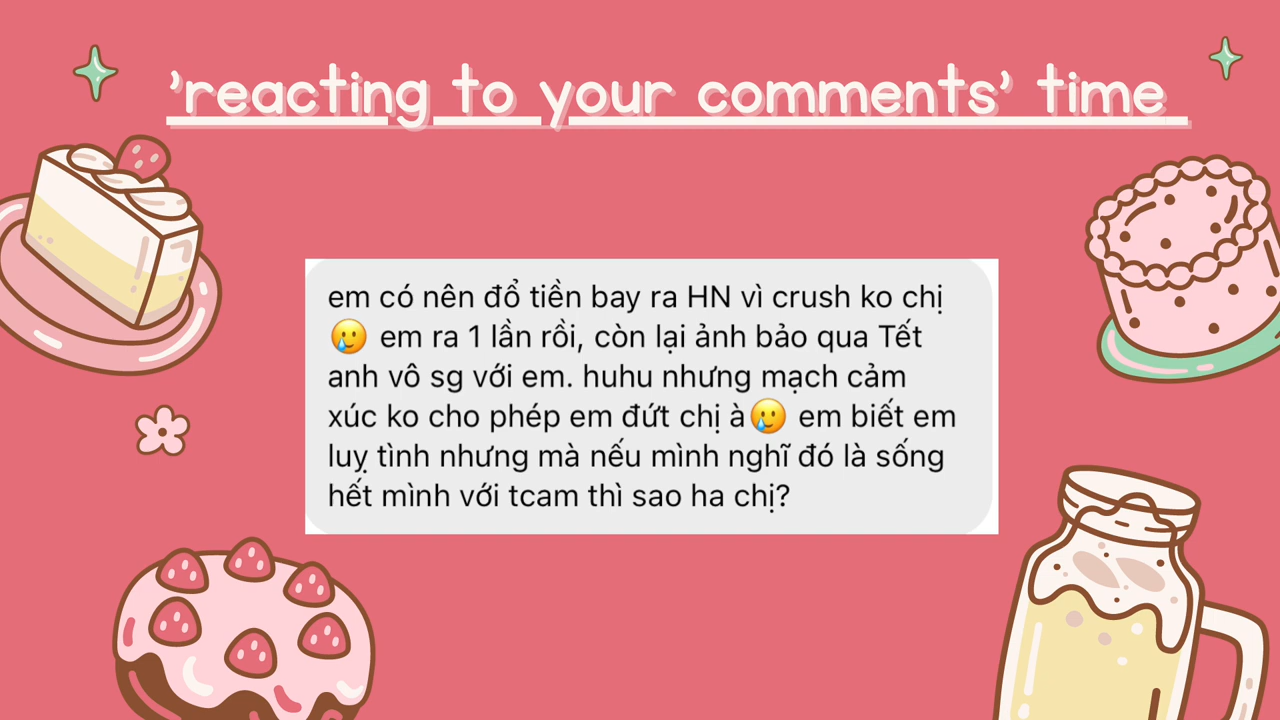 'reacting to your comments' time
em có nên đổ tiền bay ra HN vì crush ko chị
🥲 em ra 1 lần rồi, còn lại ảnh bảo qua Tết
anh vô sg với em. huhu nhưng mạch cảm
xúc ko cho phép em đứt chị à🥲 em biết em
luỵ tình nhưng mà nếu mình nghĩ đó là sống
hết mình với tcam thì sao ha chị?